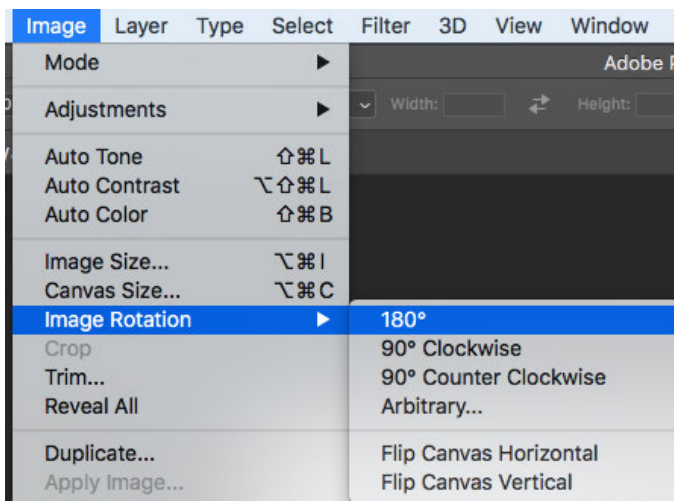 Image Layer Type Select Filter 3D View Window
Mode ▶ Adobe
Adjustments ▶ Width: Height:
Auto Tone ⇧⌘L
Auto Contrast ⌥⇧⌘L
Auto Color ⇧⌘B
Image Size... ⌥⌘I
Canvas Size... ⌥⌘C
Image Rotation ▶ 180°
Crop 90° Clockwise
Trim... 90° Counter Clockwise
Reveal All Arbitrary...
Duplicate... Flip Canvas Horizontal
Apply Image... Flip Canvas Vertical